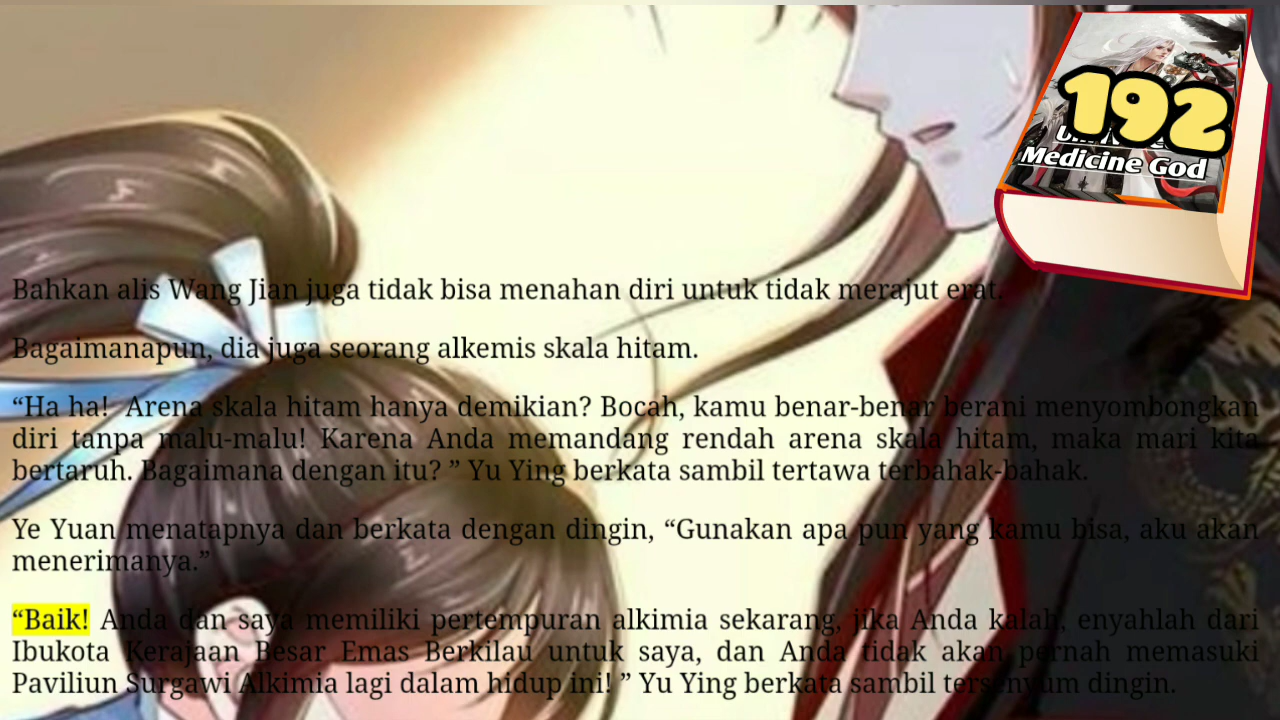 192
Medicine God
Bahkan alis Wang Jian juga tidak bisa menahan diri untuk tidak merajut erat.
Bagaimanapun, dia juga seorang alkemis skala hitam.
“Ha ha!  Arena skala hitam hanya demikian? Bocah, kamu benar-benar berani menyombongkan
diri tanpa malu-malu! Karena Anda memandang rendah arena skala hitam, maka mari kita
bertaruh. Bagaimana dengan itu? ” Yu Ying berkata sambil tertawa terbahak-bahak.
Ye Yuan menatapnya dan berkata dengan dingin, “Gunakan apa pun yang kamu bisa, aku akan
menerimanya.”
“Baik! Anda dan saya memiliki pertempuran alkimia sekarang, jika Anda kalah, enyahlah dari
Ibukota Kerajaan Besar Emas Berkilau untuk saya, dan Anda tidak akan pernah memasuki
Paviliun Surgawi Alkimia lagi dalam hidup ini! ” Yu Ying berkata sambil tersenyum dingin.